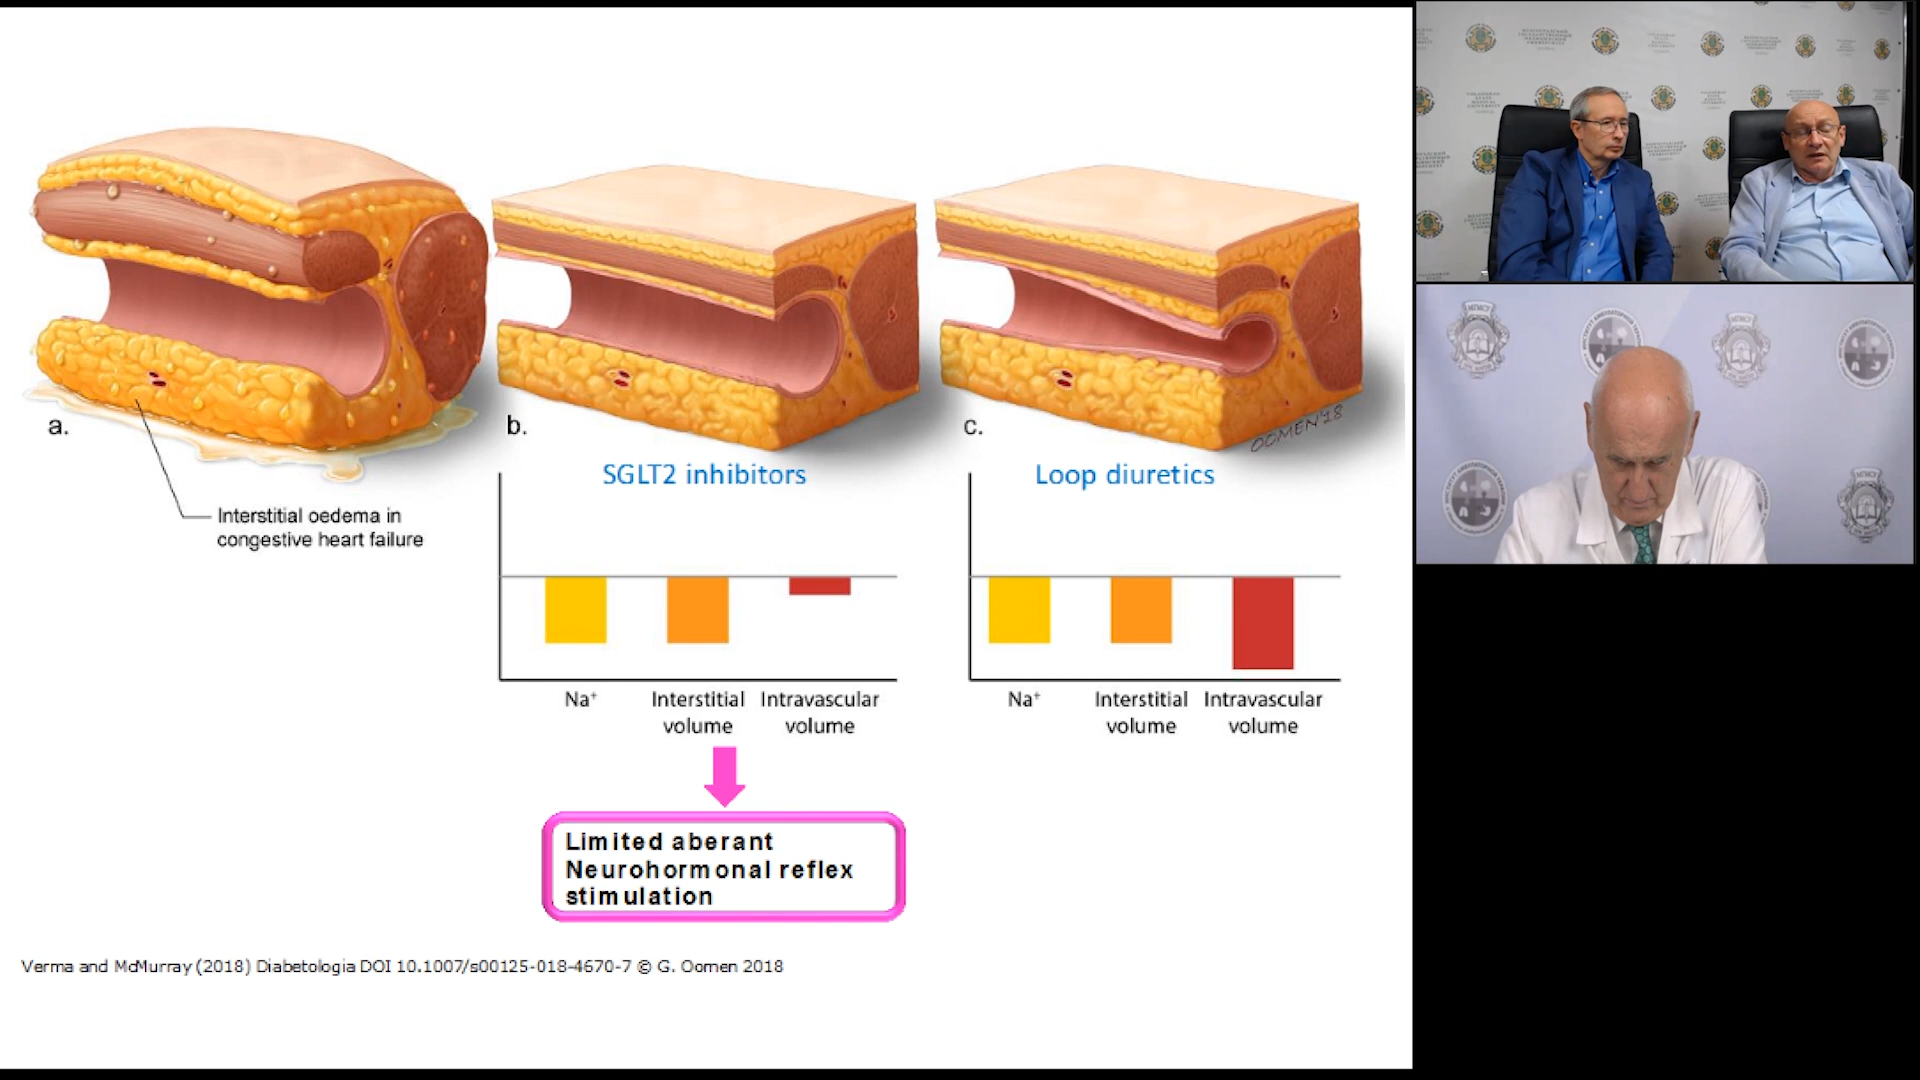 a.
b.
c.
OOMEN'18
Interstitial oedema in
congestive heart failure
SGLT2 inhibitors
Na⁺
Interstitial
volume
Intravascular
volume
Loop diuretics
Na⁺
Interstitial
volume
Intravascular
volume
Limited aberant
Neurohormonal reflex
stimulation
Verma and McMurray (2018) Diabetologia DOI 10.1007/s00125-018-4670-7 © G. Oomen 2018